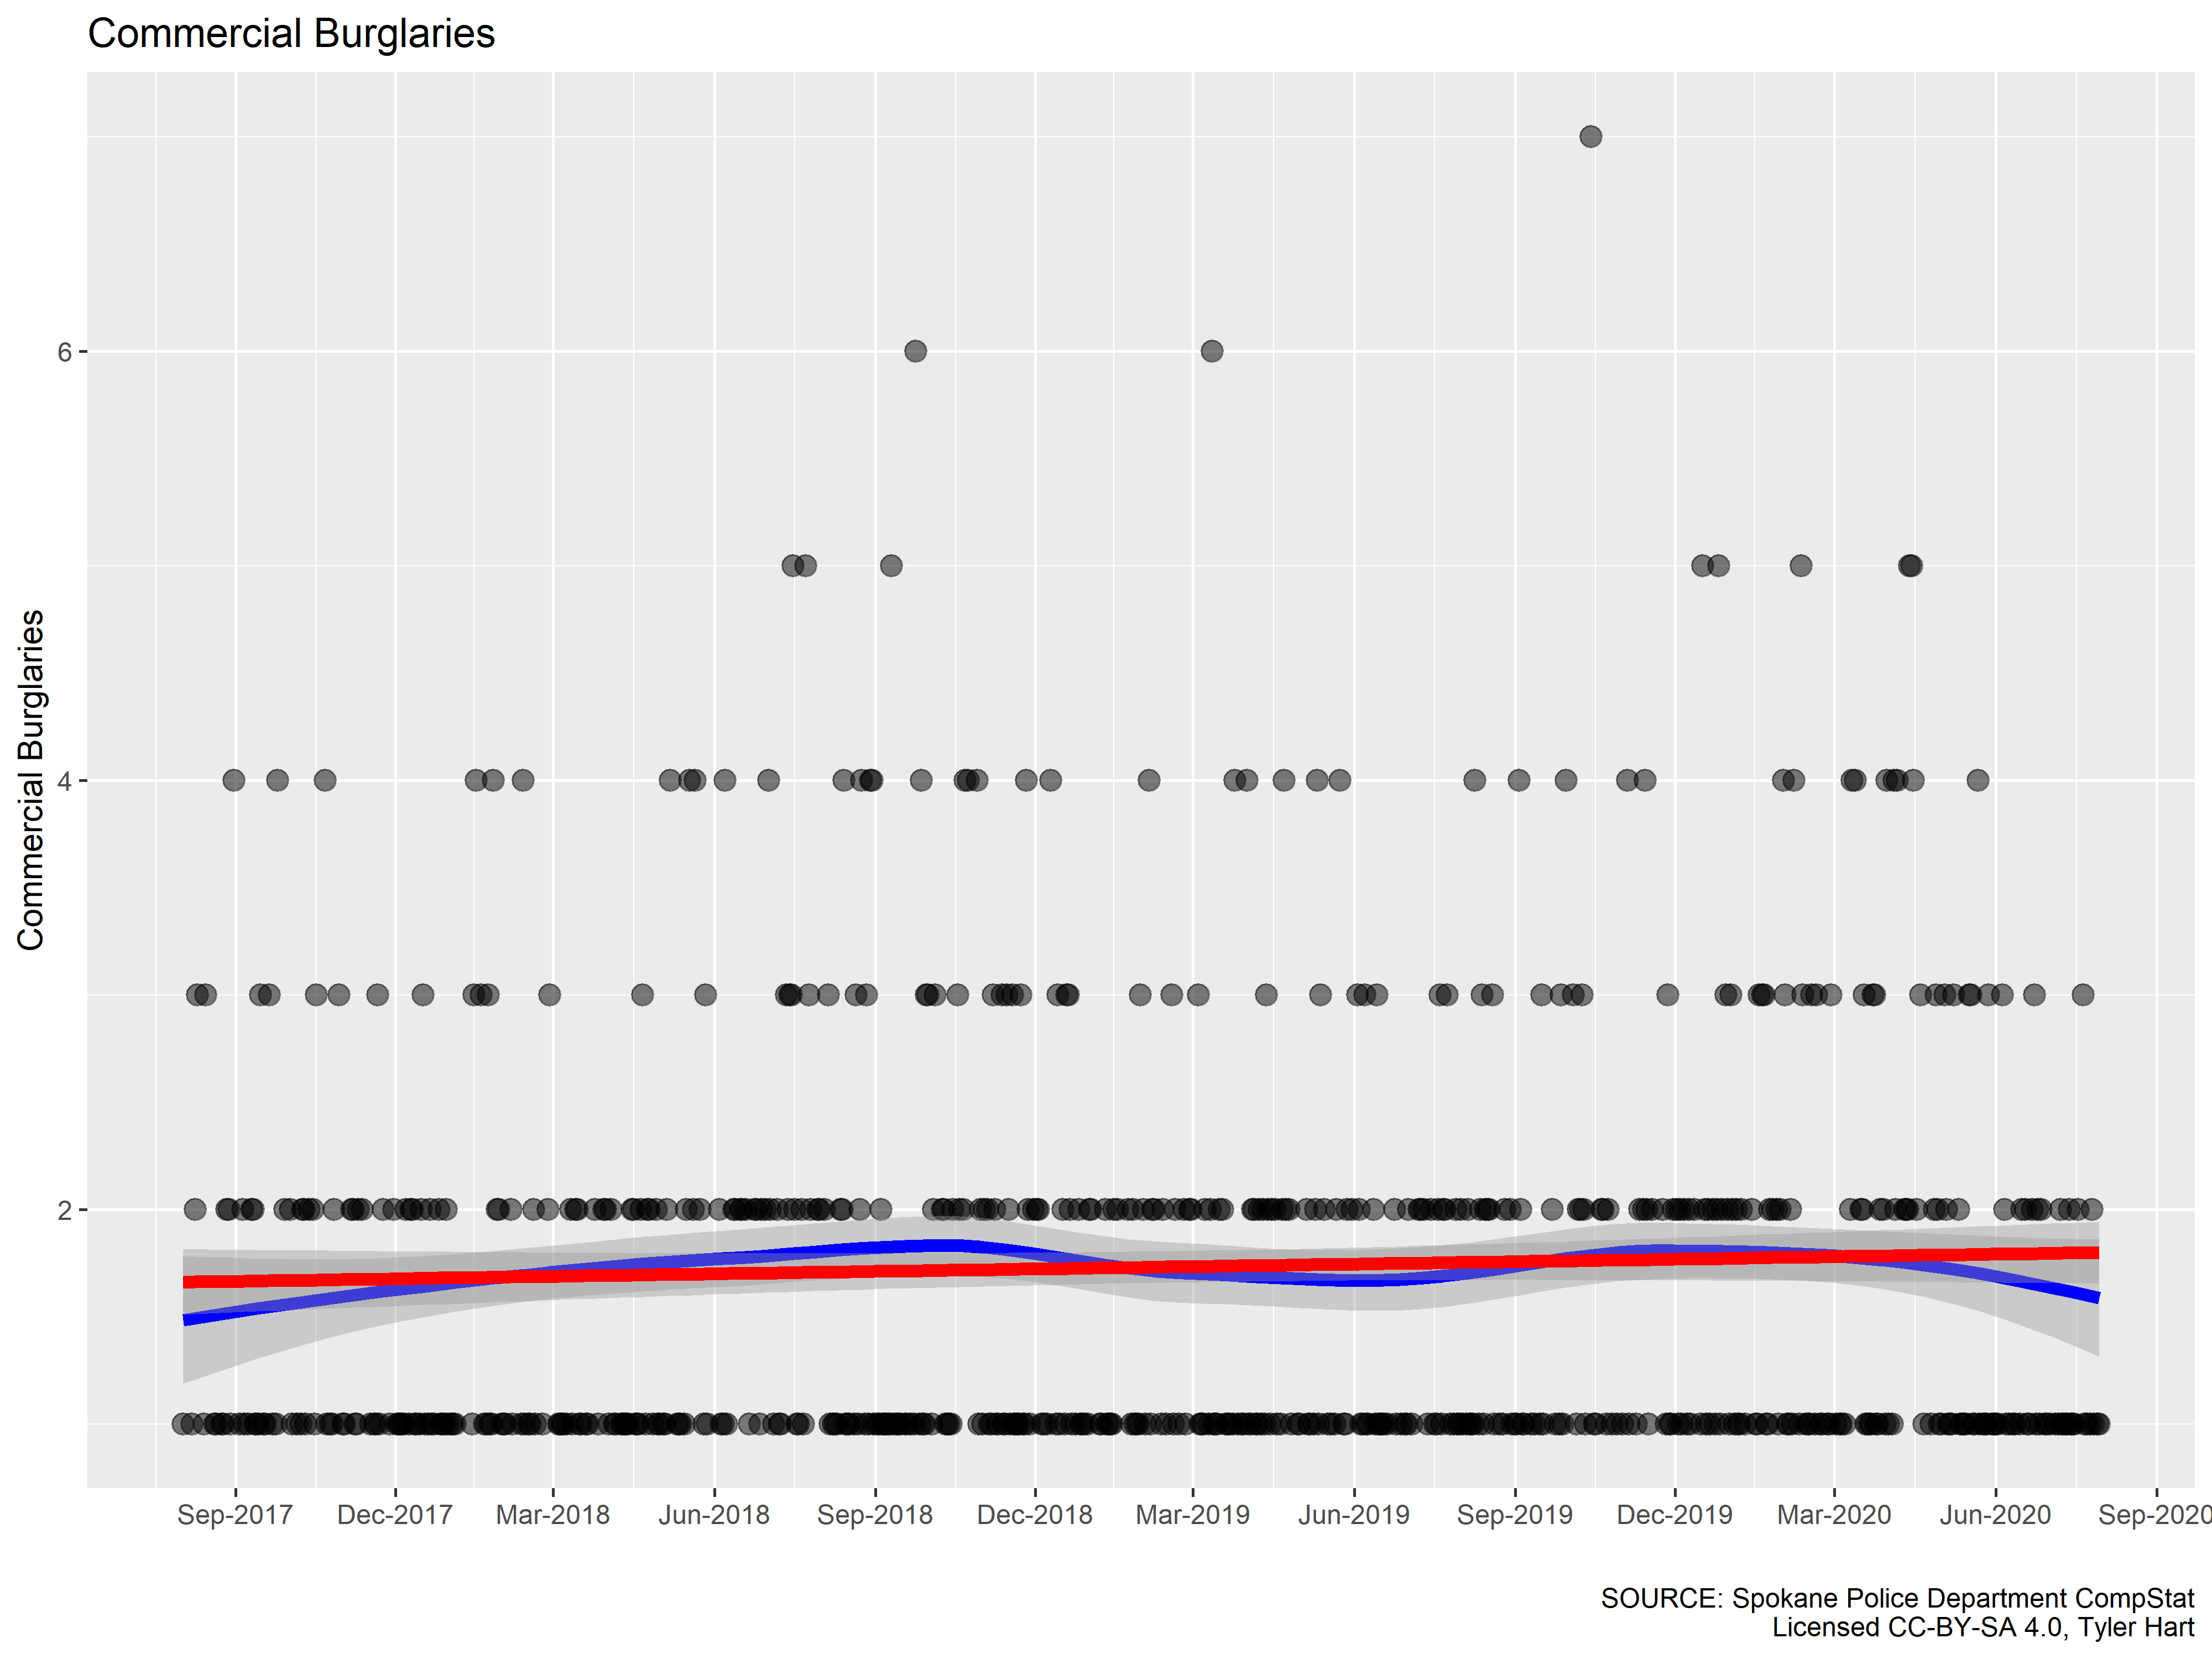 Commercial Burglaries
Commercial Burglaries
6
4
2
Sep-2017 Dec-2017 Mar-2018 Jun-2018 Sep-2018 Dec-2018 Mar-2019 Jun-2019 Sep-2019 Dec-2019 Mar-2020 Jun-2020 Sep-2020
SOURCE: Spokane Police Department CompStat
Licensed CC-BY-SA 4.0, Tyler Hart